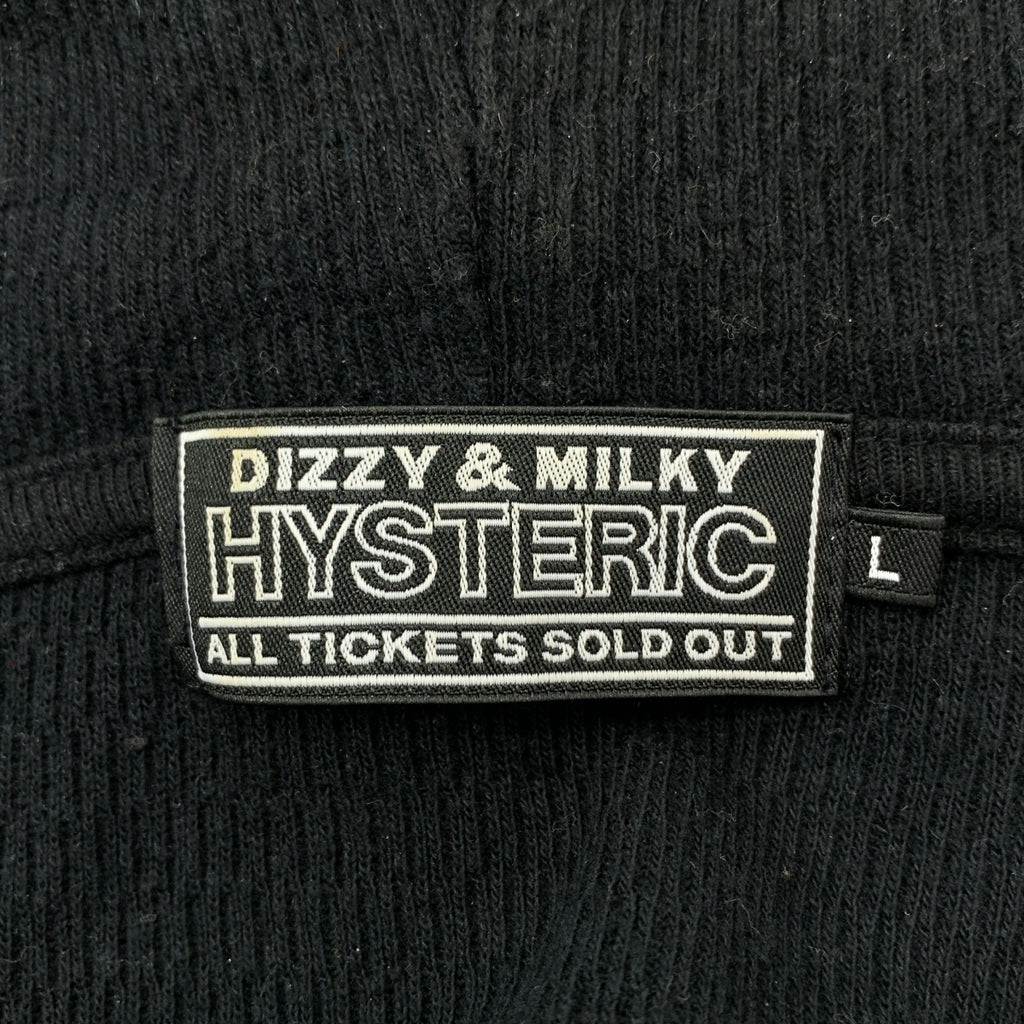 DIZZY & MILKY
HYSTERIC
ALL TICKETS SOLD OUT
L